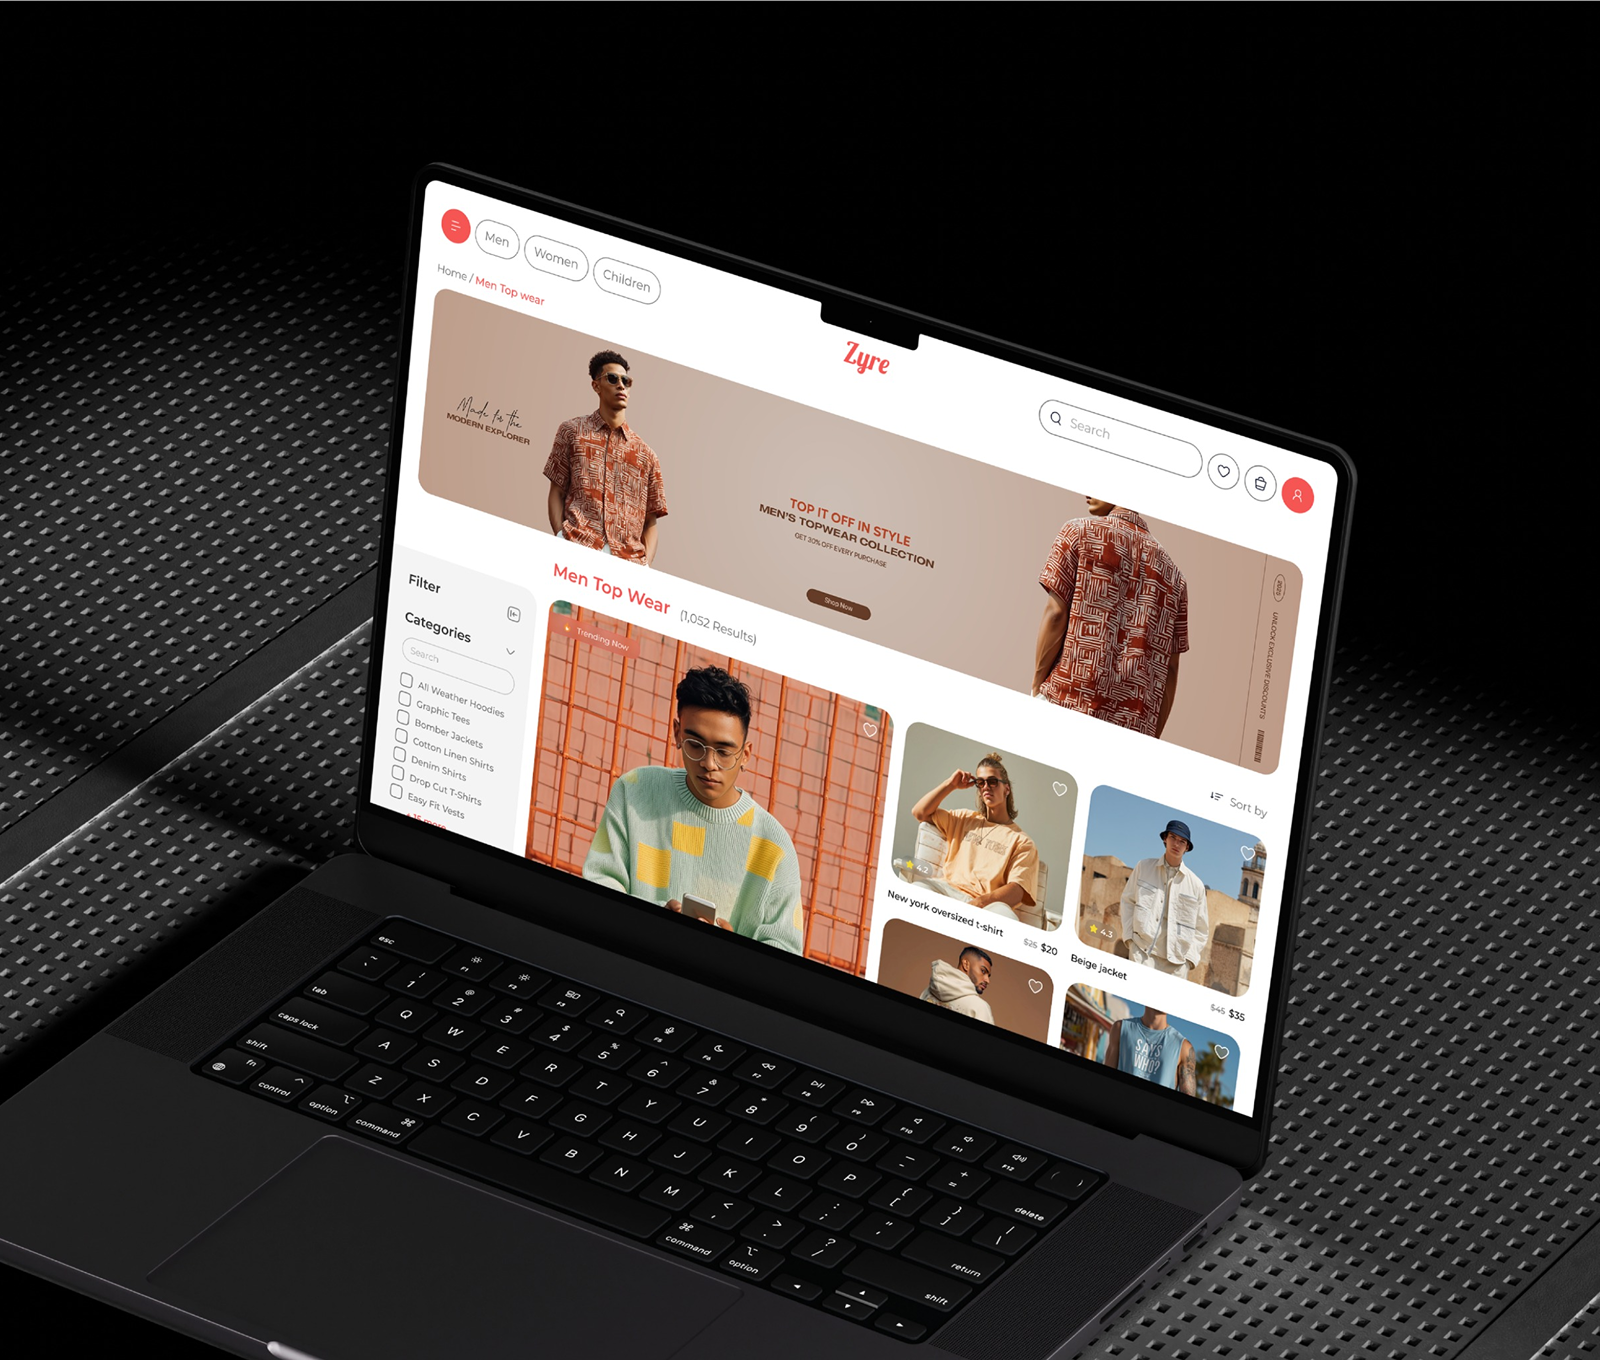 Men
Women
Children
Home / Men Top wear
Zyre
Search
Made for the
MODERN EXPLORER
TOP IT OFF IN STYLE
MEN'S TOPWEAR COLLECTION
GET 30% OFF EVERY PURCHASE
Shop Now
UNLOCK EXCLUSIVE DISCOUNTS
Filter
Categories
Search
All Weather Hoodies
Graphic Tees
Bomber Jackets
Cotton Linen Shirts
Denim Shirts
Drop Cut T-Shirts
Easy Fit Vests
Men Top Wear (1,052 Results)
Sort by
Trending Now
4.2
New york oversized t-shirt
$25 $20
4.3
Beige jacket
$45 $35
SAYS
WHO?
esc F1 F2 F3 F4 F5 F6 F7 F8 F9 F10 F11 F12
~ ! 1 @ 2 # 3 $ 4 % 5 ^ 6 & 7 * 8 ( 9 ) 0 _ - + = delete
tab Q W E R T Y U I O P { [ } ] | \
caps lock A S D F G H J K L : ; " ' return
shift Z X C V B N M < , > . ? / shift
fn control option command command option